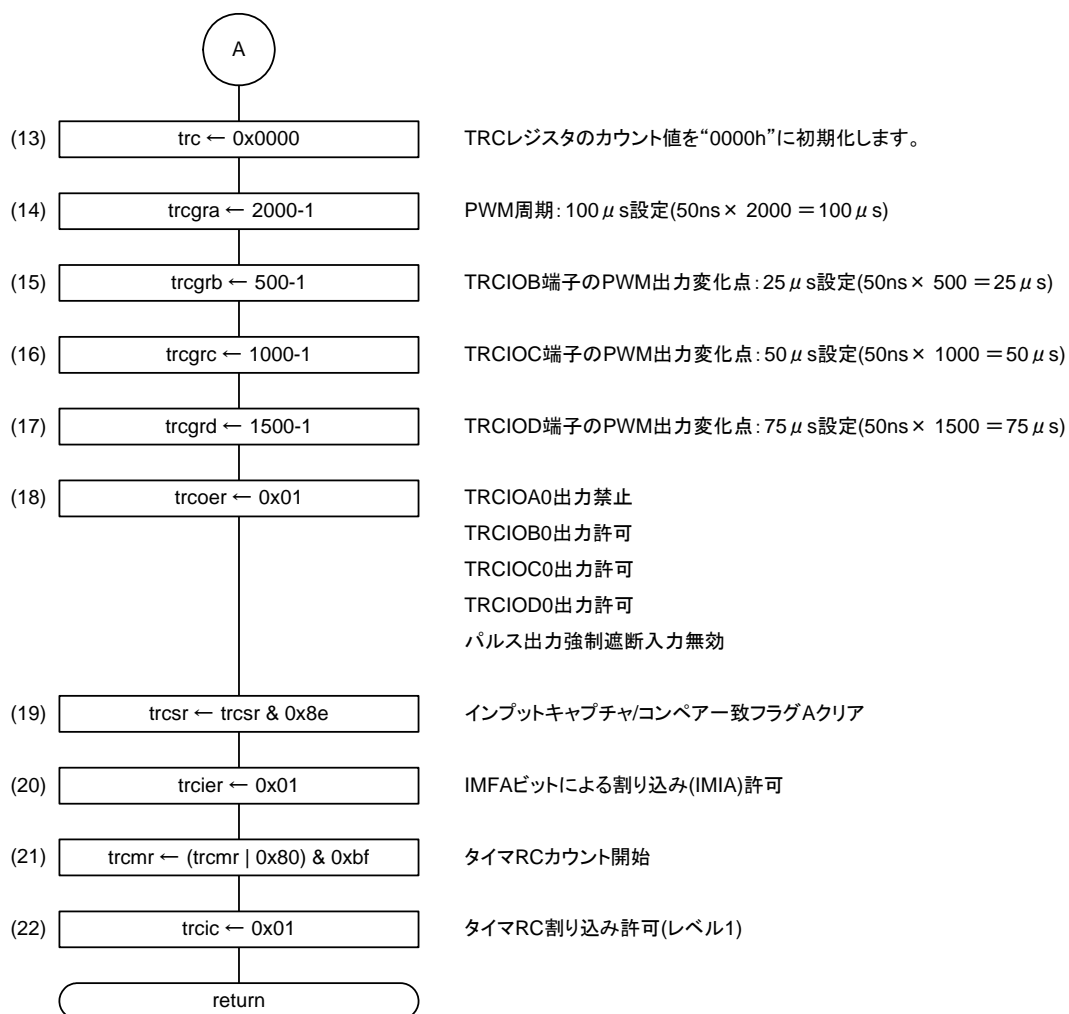 A
(13) trc ← 0x0000 TRCレジスタのカウント値を“0000h”に初期化します。
(14) trcgra ← 2000-1 PWM周期：100μs設定(50ns× 2000 ＝100μs)
(15) trcgrb ← 500-1 TRCIOB端子のPWM出力変化点：25μs設定(50ns× 500 ＝25μs)
(16) trcgrc ← 1000-1 TRCIOC端子のPWM出力変化点：50μs設定(50ns× 1000 ＝50μs)
(17) trcgrd ← 1500-1 TRCIOD端子のPWM出力変化点：75μs設定(50ns× 1500 ＝75μs)
(18) trcoer ← 0x01 TRCIOA0出力禁止
TRCIOB0出力許可
TRCIOC0出力許可
TRCIOD0出力許可
パルス出力強制遮断入力無効
(19) trcsr ← trcsr & 0x8e インプットキャプチャ/コンペア一致フラグAクリア
(20) trcier ← 0x01 IMFAビットによる割り込み(IMIA)許可
(21) trcmr ← (trcmr | 0x80) & 0xbf タイマRCカウント開始
(22) trcic ← 0x01 タイマRC割り込み許可(レベル1)
return